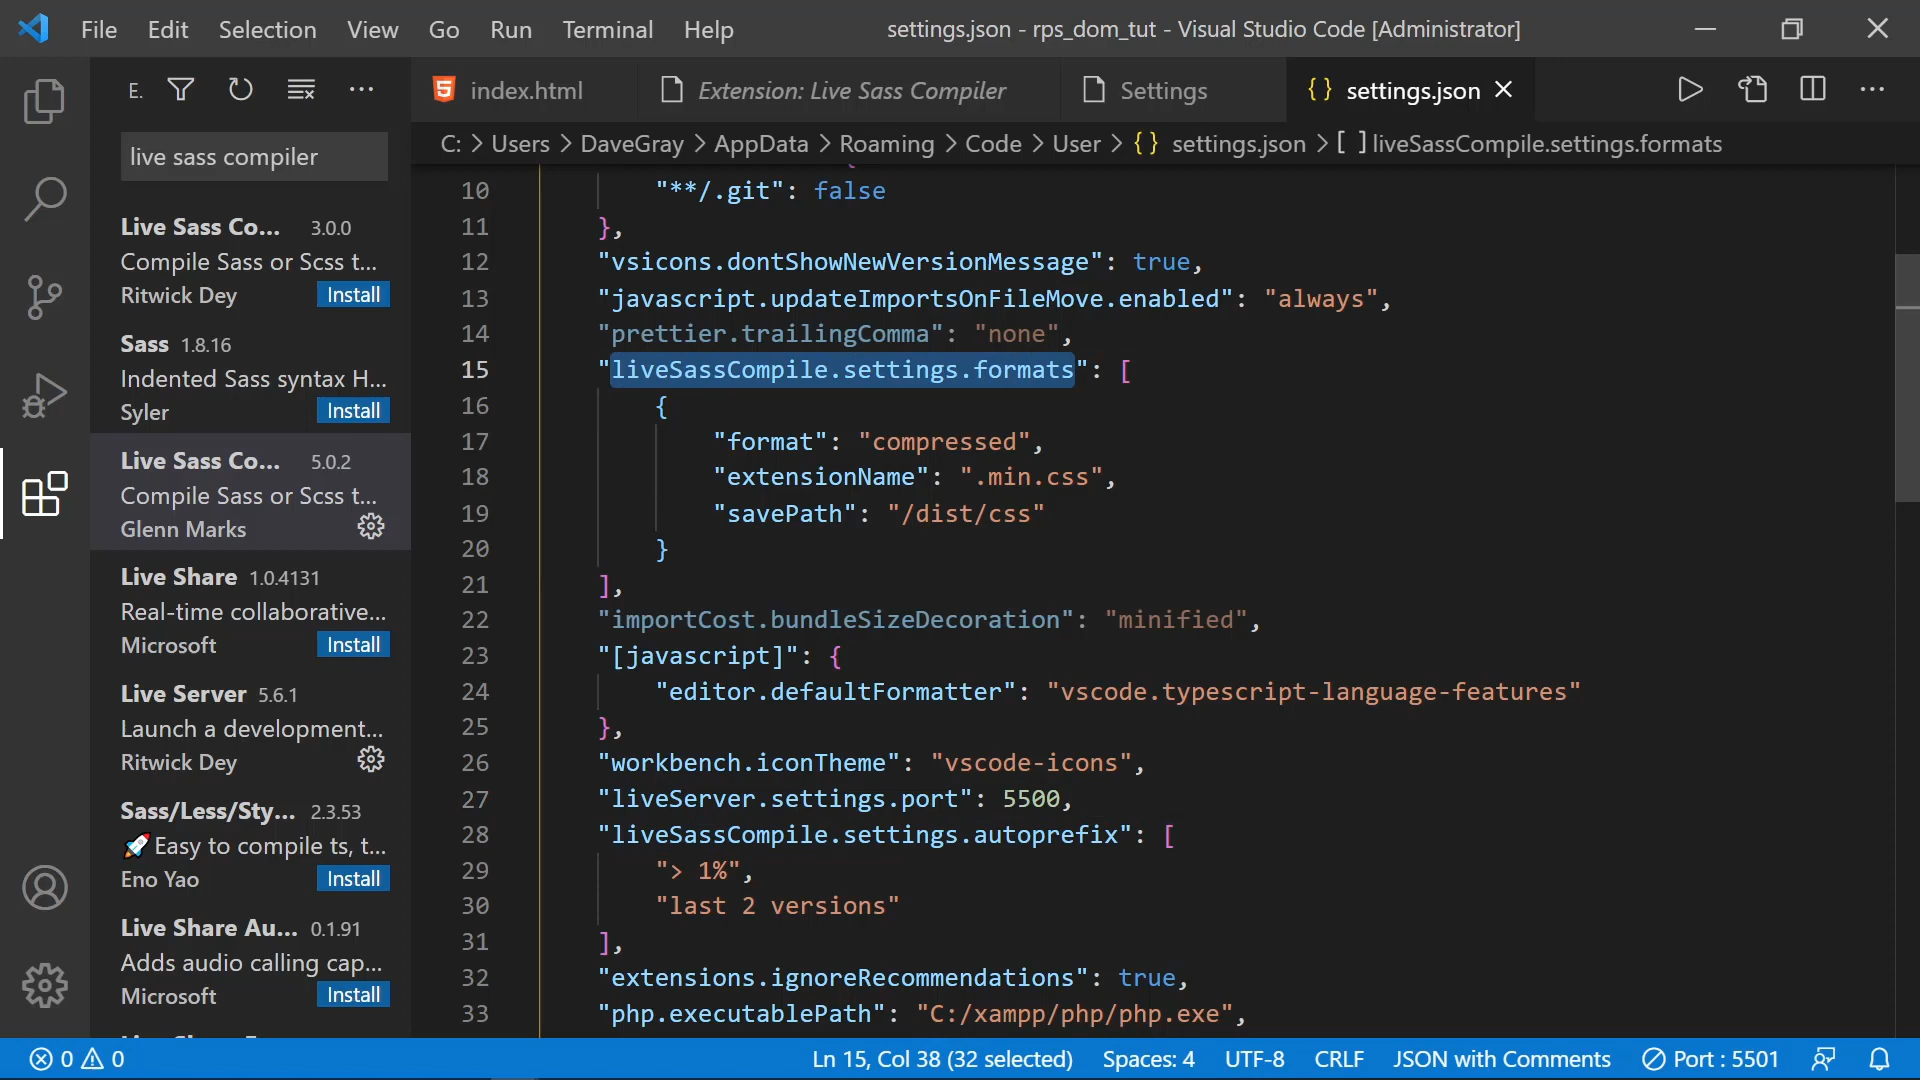 File Edit Selection View Go Run Terminal Help settings.json - rps_dom_tut - Visual Studio Code [Administrator]
E.
live sass compiler
Live Sass Co... 3.0.0
Compile Sass or Scss t...
Ritwick Dey Install
Sass 1.8.16
Indented Sass syntax H...
Syler Install
Live Sass Co... 5.0.2
Compile Sass or Scss t...
Glenn Marks
Live Share 1.0.4131
Real-time collaborative...
Microsoft Install
Live Server 5.6.1
Launch a development...
Ritwick Dey
Sass/Less/Sty... 2.3.53
🚀Easy to compile ts, t...
Eno Yao Install
Live Share Au... 0.1.91
Adds audio calling cap...
Microsoft Install
index.html Extension: Live Sass Compiler Settings {} settings.json
C: > Users > DaveGray > AppData > Roaming > Code > User > {} settings.json > [ ] liveSassCompile.settings.formats
10 "**/.git": false
11 },
12 "vsicons.dontShowNewVersionMessage": true,
13 "javascript.updateImportsOnFileMove.enabled": "always",
14 "prettier.trailingComma": "none",
15 "liveSassCompile.settings.formats": [
16 {
17 "format": "compressed",
18 "extensionName": ".min.css",
19 "savePath": "/dist/css"
20 }
21 ],
22 "importCost.bundleSizeDecoration": "minified",
23 "[javascript]": {
24 "editor.defaultFormatter": "vscode.typescript-language-features"
25 },
26 "workbench.iconTheme": "vscode-icons",
27 "liveServer.settings.port": 5500,
28 "liveSassCompile.settings.autoprefix": [
29 "> 1%",
30 "last 2 versions"
31 ],
32 "extensions.ignoreRecommendations": true,
33 "php.executablePath": "C:/xampp/php/php.exe",
0 0 Ln 15, Col 38 (32 selected) Spaces: 4 UTF-8 CRLF JSON with Comments Port : 5501